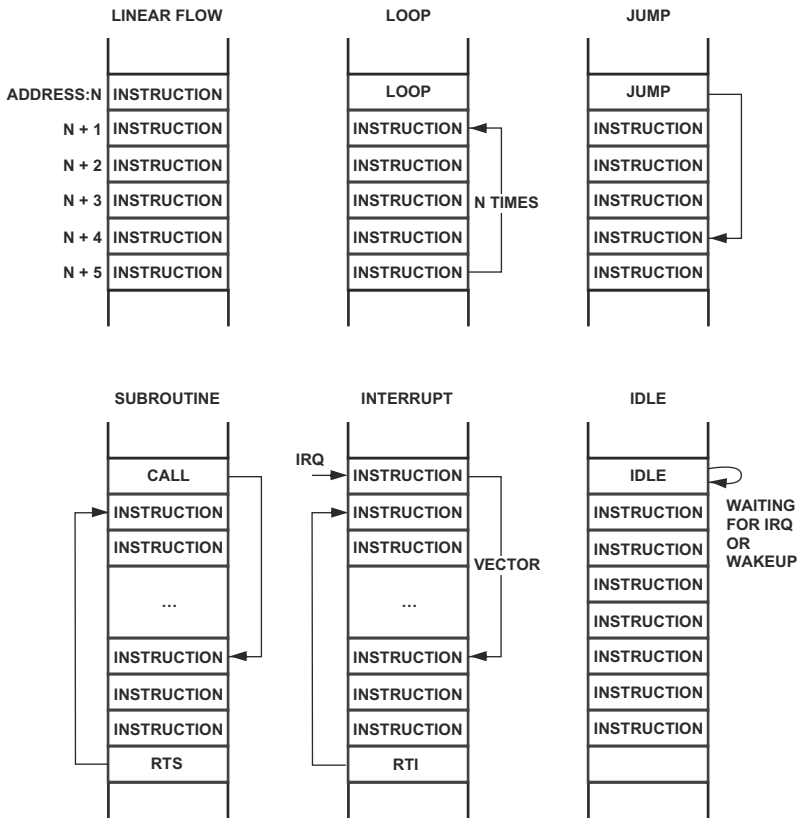 LINEAR FLOW
ADDRESS:N INSTRUCTION
N + 1 INSTRUCTION
N + 2 INSTRUCTION
N + 3 INSTRUCTION
N + 4 INSTRUCTION
N + 5 INSTRUCTION
LOOP
LOOP
INSTRUCTION
INSTRUCTION
INSTRUCTION
N TIMES
INSTRUCTION
INSTRUCTION
JUMP
JUMP
INSTRUCTION
INSTRUCTION
INSTRUCTION
INSTRUCTION
INSTRUCTION
SUBROUTINE
CALL
INSTRUCTION
INSTRUCTION
...
INSTRUCTION
INSTRUCTION
INSTRUCTION
RTS
INTERRUPT
IRQ
INSTRUCTION
INSTRUCTION
INSTRUCTION
VECTOR
...
INSTRUCTION
INSTRUCTION
INSTRUCTION
RTI
IDLE
IDLE
WAITING
FOR IRQ
OR
WAKEUP
INSTRUCTION
INSTRUCTION
INSTRUCTION
INSTRUCTION
INSTRUCTION
INSTRUCTION
INSTRUCTION